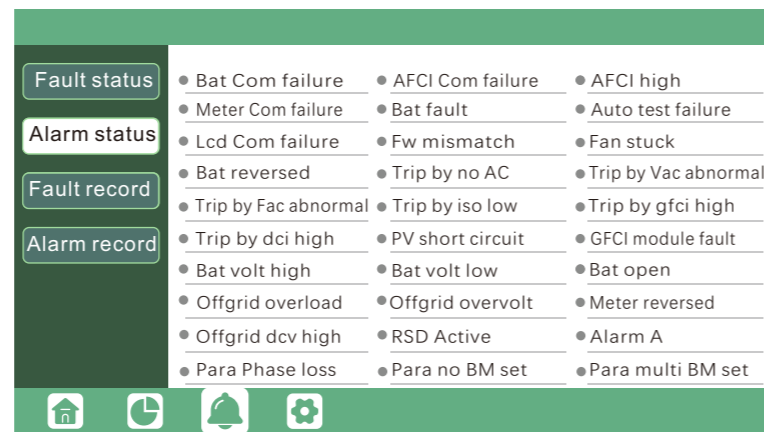 Fault status
Alarm status
Fault record
Alarm record
Bat Com failure AFCI Com failure AFCI high
Meter Com failure Bat fault Auto test failure
Lcd Com failure Fw mismatch Fan stuck
Bat reversed Trip by no AC Trip by Vac abnormal
Trip by Fac abnormal Trip by iso low Trip by gfci high
Trip by dci high PV short circuit GFCI module fault
Bat volt high Bat volt low Bat open
Offgrid overload Offgrid overvolt Meter reversed
Offgrid dcv high RSD Active Alarm A
Para Phase loss Para no BM set Para multi BM set